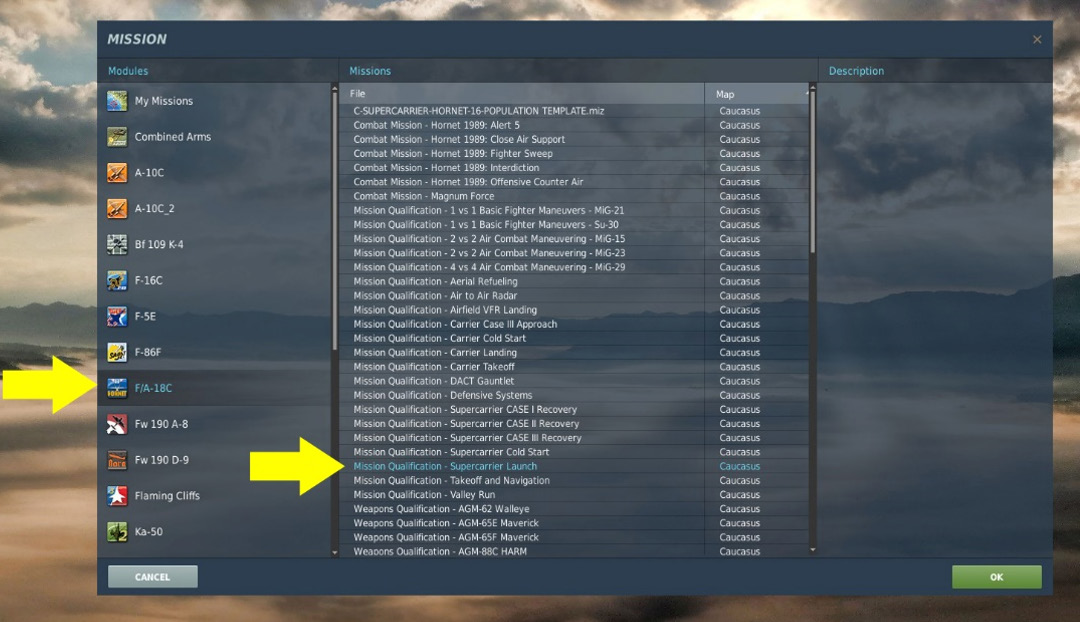 MISSION
Modules
Missions
Description
My Missions
Combined Arms
A-10C
A-10C_2
Bf 109 K-4
F-16C
F-5E
F-86F
F/A-18C
Fw 190 A-8
Fw 190 D-9
Flaming Cliffs
Ka-50
File Map
C-SUPERCARRIER-HORNET-16-POPULATION TEMPLATE.miz Caucasus
Combat Mission - Hornet 1989: Alert 5 Caucasus
Combat Mission - Hornet 1989: Close Air Support Caucasus
Combat Mission - Hornet 1989: Fighter Sweep Caucasus
Combat Mission - Hornet 1989: Interdiction Caucasus
Combat Mission - Hornet 1989: Offensive Counter Air Caucasus
Combat Mission - Magnum Force Caucasus
Mission Qualification - 1 vs 1 Basic Fighter Maneuvers - MiG-21 Caucasus
Mission Qualification - 1 vs 1 Basic Fighter Maneuvers - Su-30 Caucasus
Mission Qualification - 2 vs 2 Air Combat Maneuvering - MiG-15 Caucasus
Mission Qualification - 2 vs 2 Air Combat Maneuvering - MiG-23 Caucasus
Mission Qualification - 4 vs 4 Air Combat Maneuvering - MiG-29 Caucasus
Mission Qualification - Aerial Refueling Caucasus
Mission Qualification - Air to Air Radar Caucasus
Mission Qualification - Airfield VFR Landing Caucasus
Mission Qualification - Carrier Case III Approach Caucasus
Mission Qualification - Carrier Cold Start Caucasus
Mission Qualification - Carrier Landing Caucasus
Mission Qualification - Carrier Takeoff Caucasus
Mission Qualification - DACT Gauntlet Caucasus
Mission Qualification - Defensive Systems Caucasus
Mission Qualification - Supercarrier CASE I Recovery Caucasus
Mission Qualification - Supercarrier CASE II Recovery Caucasus
Mission Qualification - Supercarrier CASE III Recovery Caucasus
Mission Qualification - Supercarrier Cold Start Caucasus
Mission Qualification - Supercarrier Launch Caucasus
Mission Qualification - Takeoff and Navigation Caucasus
Mission Qualification - Valley Run Caucasus
Weapons Qualification - AGM-62 Walleye Caucasus
Weapons Qualification - AGM-65E Maverick Caucasus
Weapons Qualification - AGM-65F Maverick Caucasus
Weapons Qualification - AGM-88C HARM Caucasus
CANCEL
OK